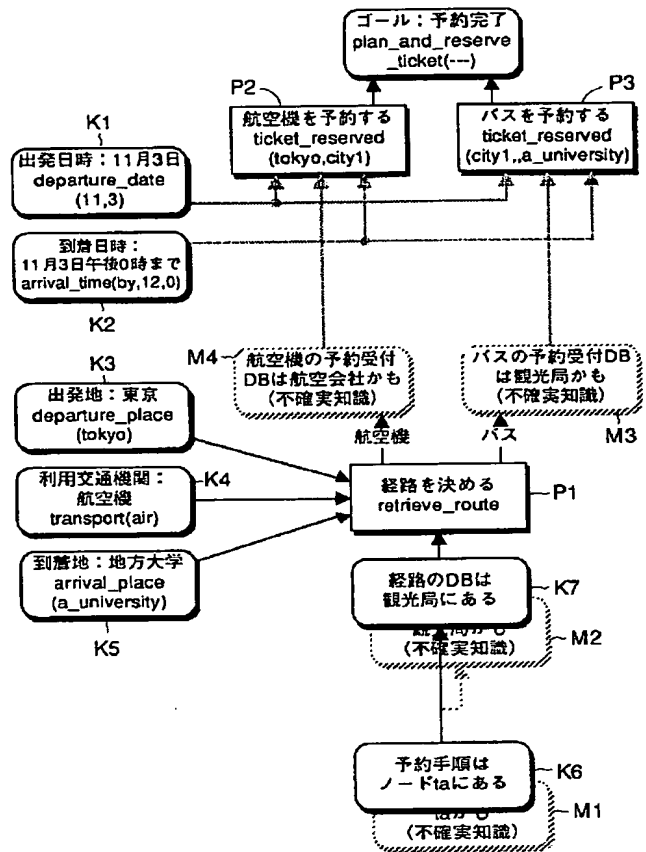 ゴール：予約完了
plan_and_reserve
_ticket(---)
P2
航空機を予約する
ticket_reserved
(tokyo,city1)
P3
バスを予約する
ticket_reserved
(city1,,a_university)
K1
出発日時：11月3日
departure_date
(11,3)
到着日時：
11月3日午後0時まで
arrival_time(by,12,0)
K2
K3
出発地：東京
departure_place
(tokyo)
利用交通機関：
航空機
transport(air)
K4
到着地：地方大学
arrival_place
(a_university)
K5
M4
航空機の予約受付
DBは航空会社かも
(不確実知識)
バスの予約受付DB
は観光局かも
(不確実知識)
M3
航空機
バス
経路を決める
retrieve_route
P1
経路のDBは
観光局にある
K7
(不確実知識)
M2
予約手順は
ノードtaにある
K6
taかも
(不確実知識)
M1